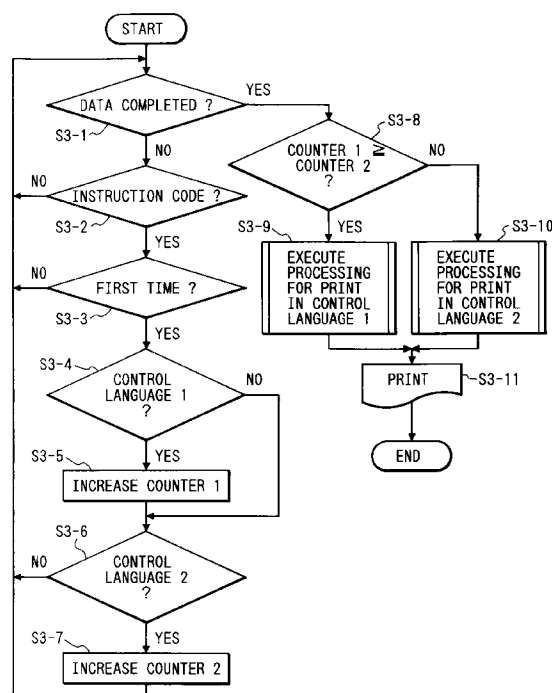 START
DATA COMPLETED ?
YES
S3-1
NO
S3-8
COUNTER 1 ≧
COUNTER 2
?
NO
YES
NO
INSTRUCTION CODE ?
S3-2
YES
S3-9
EXECUTE
PROCESSING
FOR PRINT
IN CONTROL
LANGUAGE 1
S3-10
EXECUTE
PROCESSING
FOR PRINT
IN CONTROL
LANGUAGE 2
NO
FIRST TIME ?
S3-3
YES
PRINT
S3-11
END
S3-4
CONTROL
LANGUAGE 1
?
NO
YES
S3-5
INCREASE COUNTER 1
S3-6
NO
CONTROL
LANGUAGE 2
?
YES
S3-7
INCREASE COUNTER 2